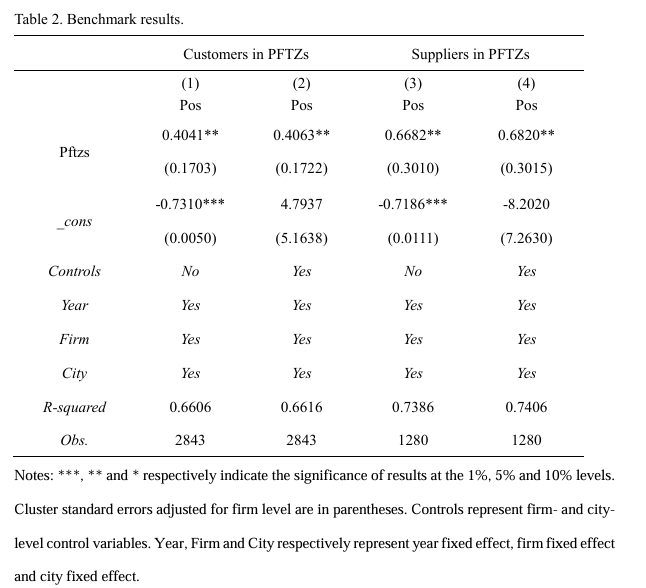 Table 2. Benchmark results.
Customers in PFTZs Suppliers in PFTZs
(1) (2) (3) (4)
Pos Pos Pos Pos
Pftzs 0.4041** 0.4063** 0.6682** 0.6820**
(0.1703) (0.1722) (0.3010) (0.3015)
_cons -0.7310*** 4.7937 -0.7186*** -8.2020
(0.0050) (5.1638) (0.0111) (7.2630)
Controls No Yes No Yes
Year Yes Yes Yes Yes
Firm Yes Yes Yes Yes
City Yes Yes Yes Yes
R-squared 0.6606 0.6616 0.7386 0.7406
Obs. 2843 2843 1280 1280
Notes: ***, ** and * respectively indicate the significance of results at the 1%, 5% and 10% levels.
Cluster standard errors adjusted for firm level are in parentheses. Controls represent firm- and city-
level control variables. Year, Firm and City respectively represent year fixed effect, firm fixed effect
and city fixed effect.